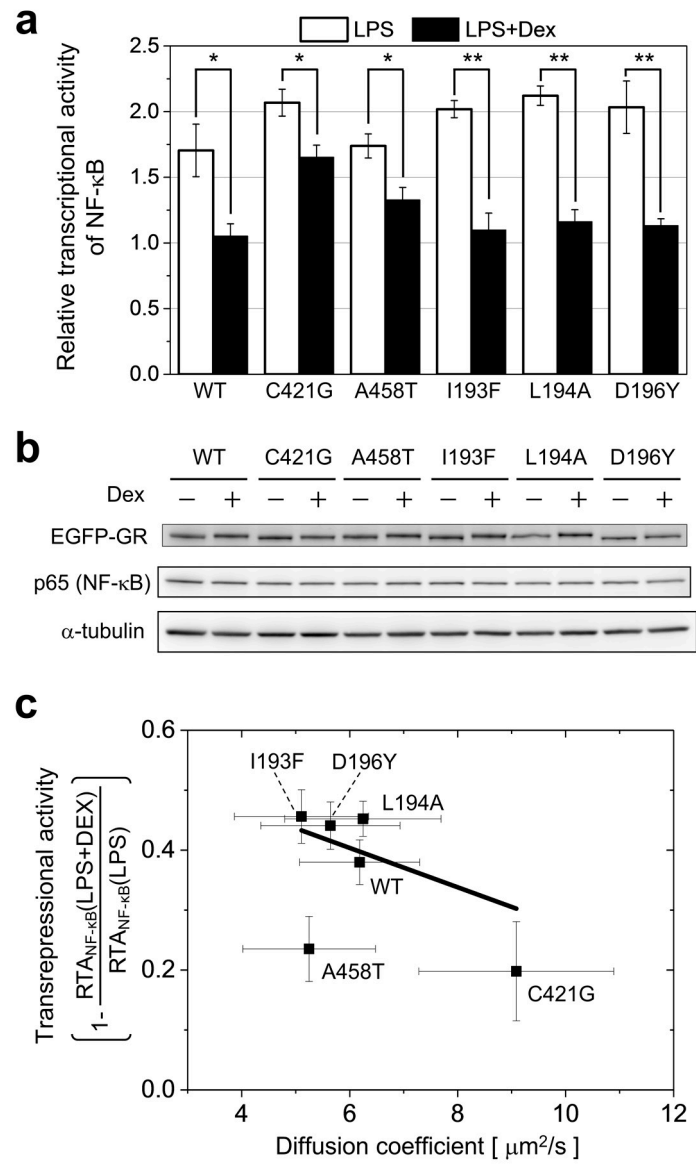 a
LPS
LPS+Dex
Relative transcriptional activity
of NF-κB
2.5
2.0
1.5
1.0
0.5
0.0
* * * ** ** **
WT C421G A458T I193F L194A D196Y
b
WT C421G A458T I193F L194A D196Y
Dex − + − + − + − + − + − +
EGFP-GR
p65 (NF-κB)
α-tubulin
c
Transrepressional activity
1- RTANF-κB(LPS+DEX)
RTANF-κB(LPS)
0.6
0.4
0.2
0.0
I193F D196Y
L194A
WT
A458T
C421G
4 6 8 10 12
Diffusion coefficient [ μm²/s ]